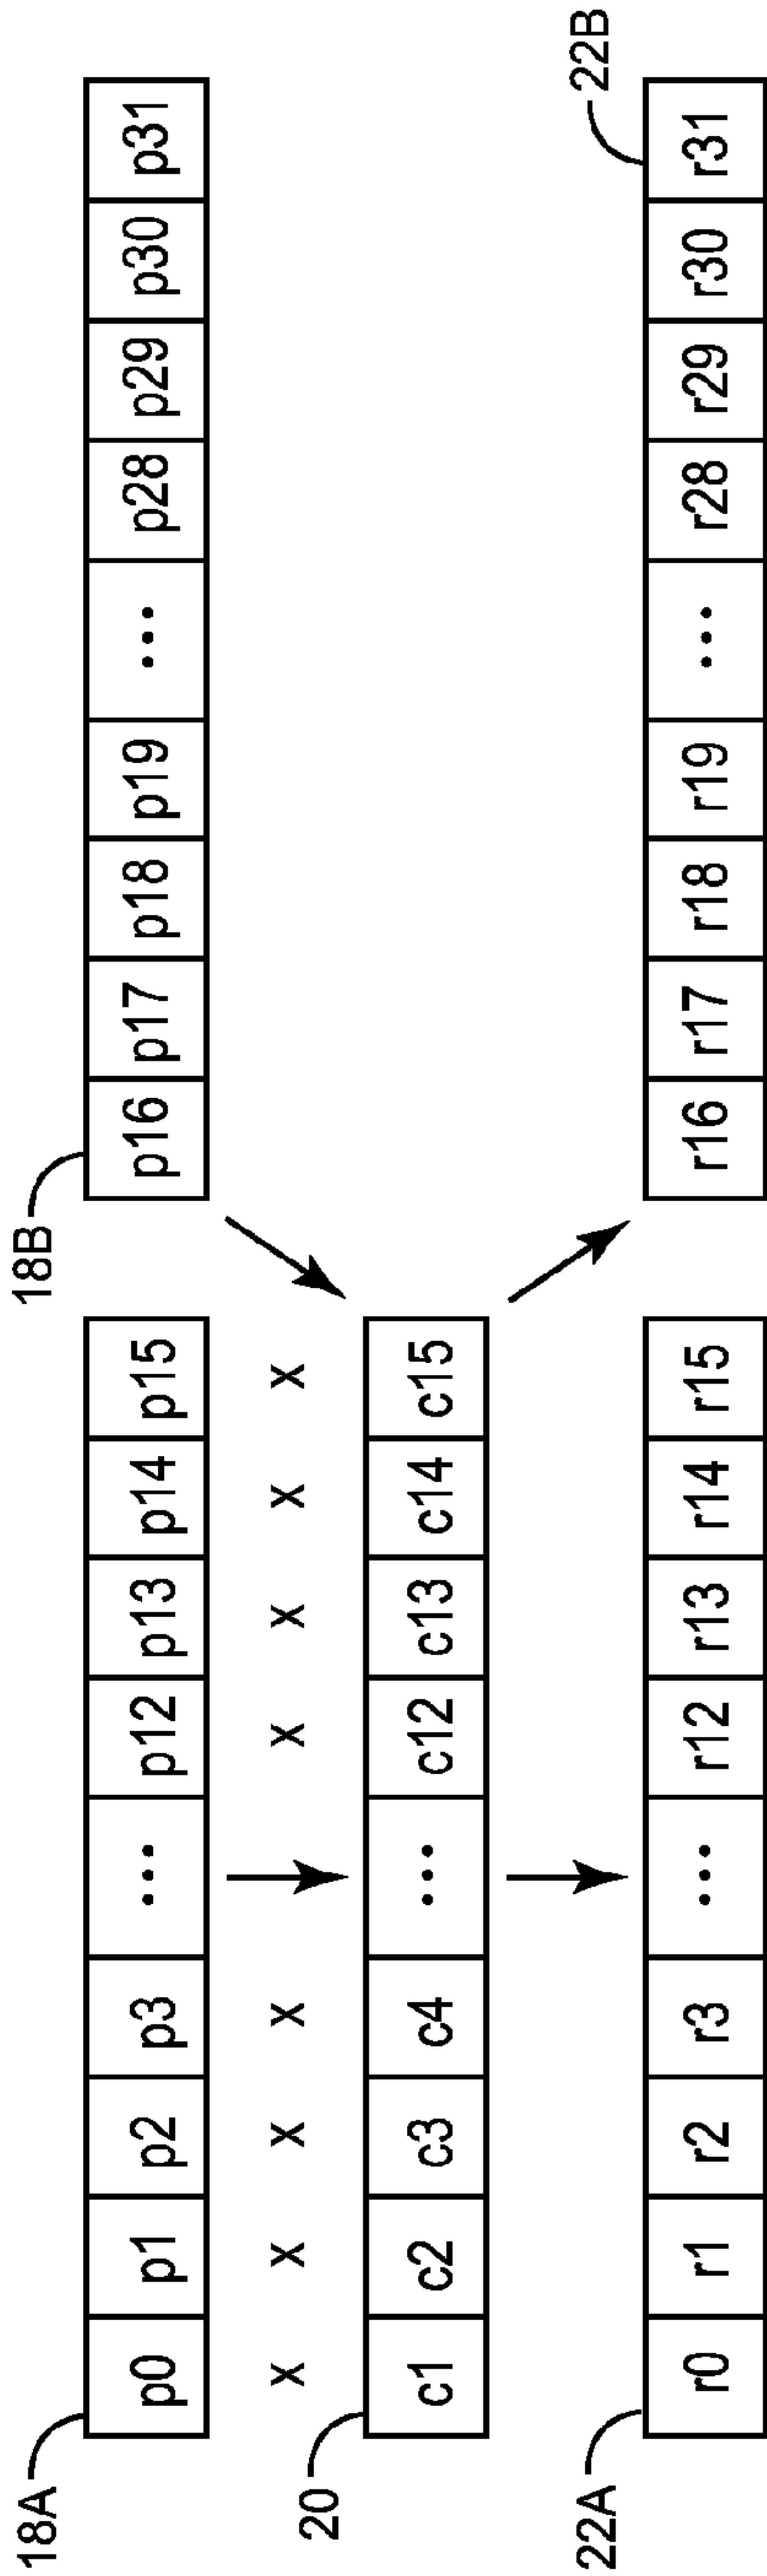 18A
p0 p1 p2 p3 ... p12 p13 p14 p15
18B
p16 p17 p18 p19 ... p28 p29 p30 p31
x x x x x x x x
20
c1 c2 c3 c4 ... c12 c13 c14 c15
22A
r0 r1 r2 r3 ... r12 r13 r14 r15
22B
r16 r17 r18 r19 ... r28 r29 r30 r31